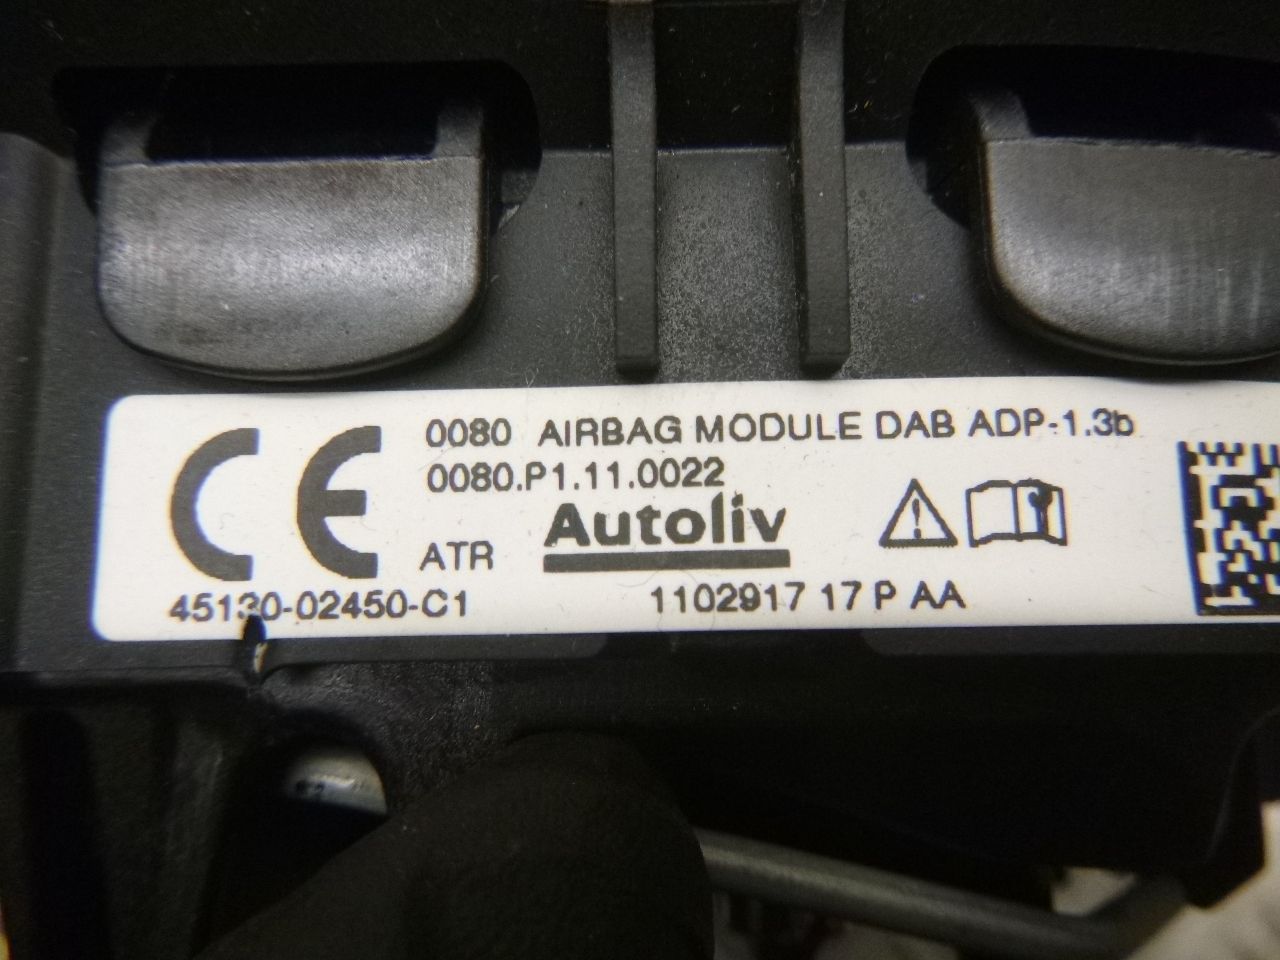 CE 0080 AIRBAG MODULE DAB ADP-1.3b
0080.P1.11.0022
ATR Autoliv
45130-02450-C1 1102917 17 P AA